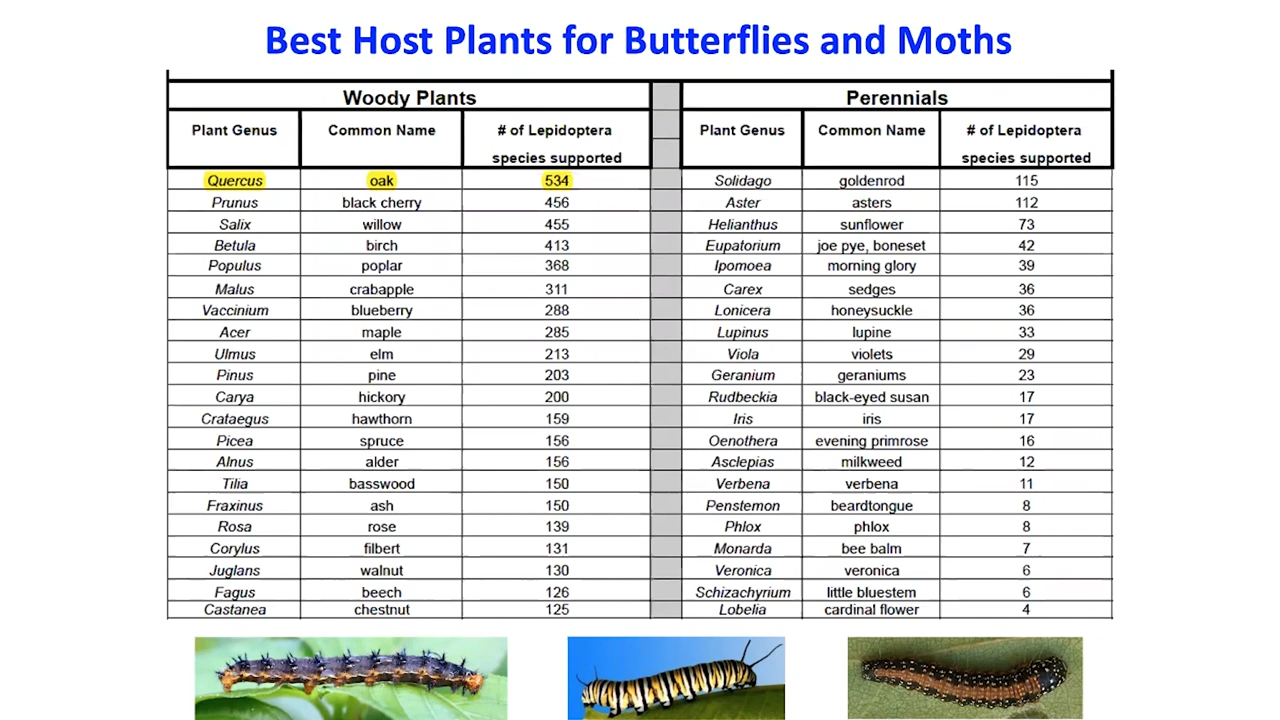 Best Host Plants for Butterflies and Moths
Woody Plants Perennials
Plant Genus Common Name # of Lepidoptera species supported Plant Genus Common Name # of Lepidoptera species supported
Quercus oak 534 Solidago goldenrod 115
Prunus black cherry 456 Aster asters 112
Salix willow 455 Helianthus sunflower 73
Betula birch 413 Eupatorium joe pye, boneset 42
Populus poplar 368 Ipomoea morning glory 39
Malus crabapple 311 Carex sedges 36
Vaccinium blueberry 288 Lonicera honeysuckle 36
Acer maple 285 Lupinus lupine 33
Ulmus elm 213 Viola violets 29
Pinus pine 203 Geranium geraniums 23
Carya hickory 200 Rudbeckia black-eyed susan 17
Crataegus hawthorn 159 Iris iris 17
Picea spruce 156 Oenothera evening primrose 16
Alnus alder 156 Asclepias milkweed 12
Tilia basswood 150 Verbena verbena 11
Fraxinus ash 150 Penstemon beardtongue 8
Rosa rose 139 Phlox phlox 8
Corylus filbert 131 Monarda bee balm 7
Juglans walnut 130 Veronica veronica 6
Fagus beech 126 Schizachyrium little bluestem 6
Castanea chestnut 125 Lobelia cardinal flower 4